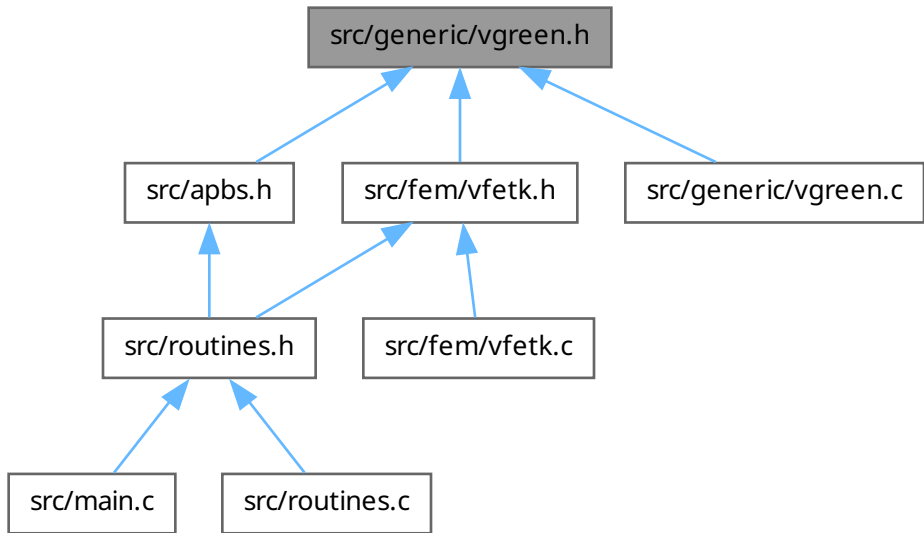 src/generic/vgreen.h
src/apbs.h
src/fem/vfetk.h
src/generic/vgreen.c
src/routines.h
src/fem/vfetk.c
src/main.c
src/routines.c